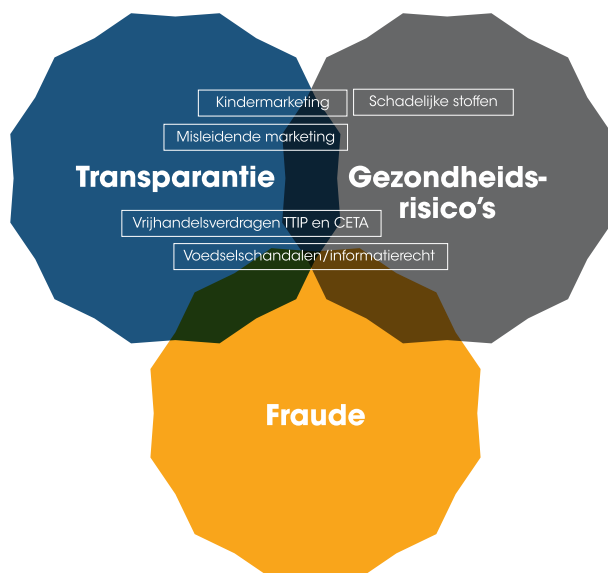 Kindermarketing
Schadelijke stoffen
Misleidende marketing
Transparantie
Gezondheids-
risico's
Vrijhandelsverdragen TTIP en CETA
Voedselschandalen/informatierecht
Fraude